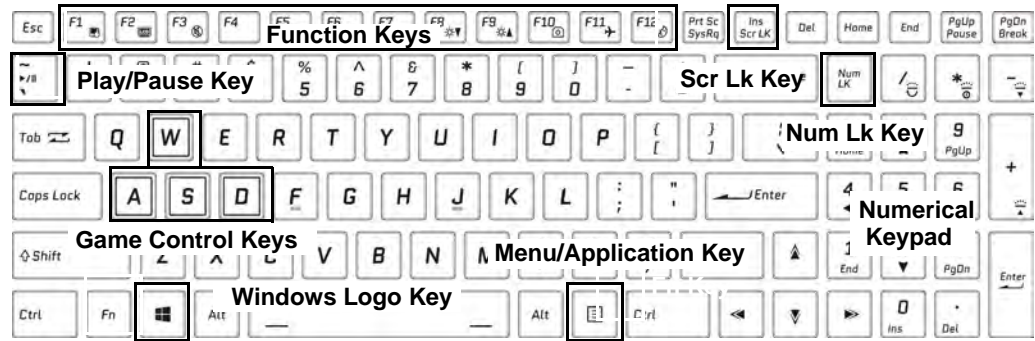 Esc F1 F2 F3 F4 F5 F6 F7 F8 F9 F10 F11 F12 Prt Sc SysRq Ins Scr LK Del Home End PgUp Pause PgDn Break
Function Keys
~ % ^ & * ( ) _ Num LK / * -
5 6 7 8 9 0 -
Play/Pause Key Scr Lk Key
Tab Q W E R T Y U I O P { [ } ] Home 9 PgUp +
Num Lk Key
Caps Lock A S D F G H J K L : ; " ' Enter 4 5 6
Numerical
Keypad
Game Control Keys Menu/Application Key
Shift Z X C V B N M 1 End PgDn Enter
Windows Logo Key
Ctrl Fn Alt Alt Ctrl 0 Ins . Del